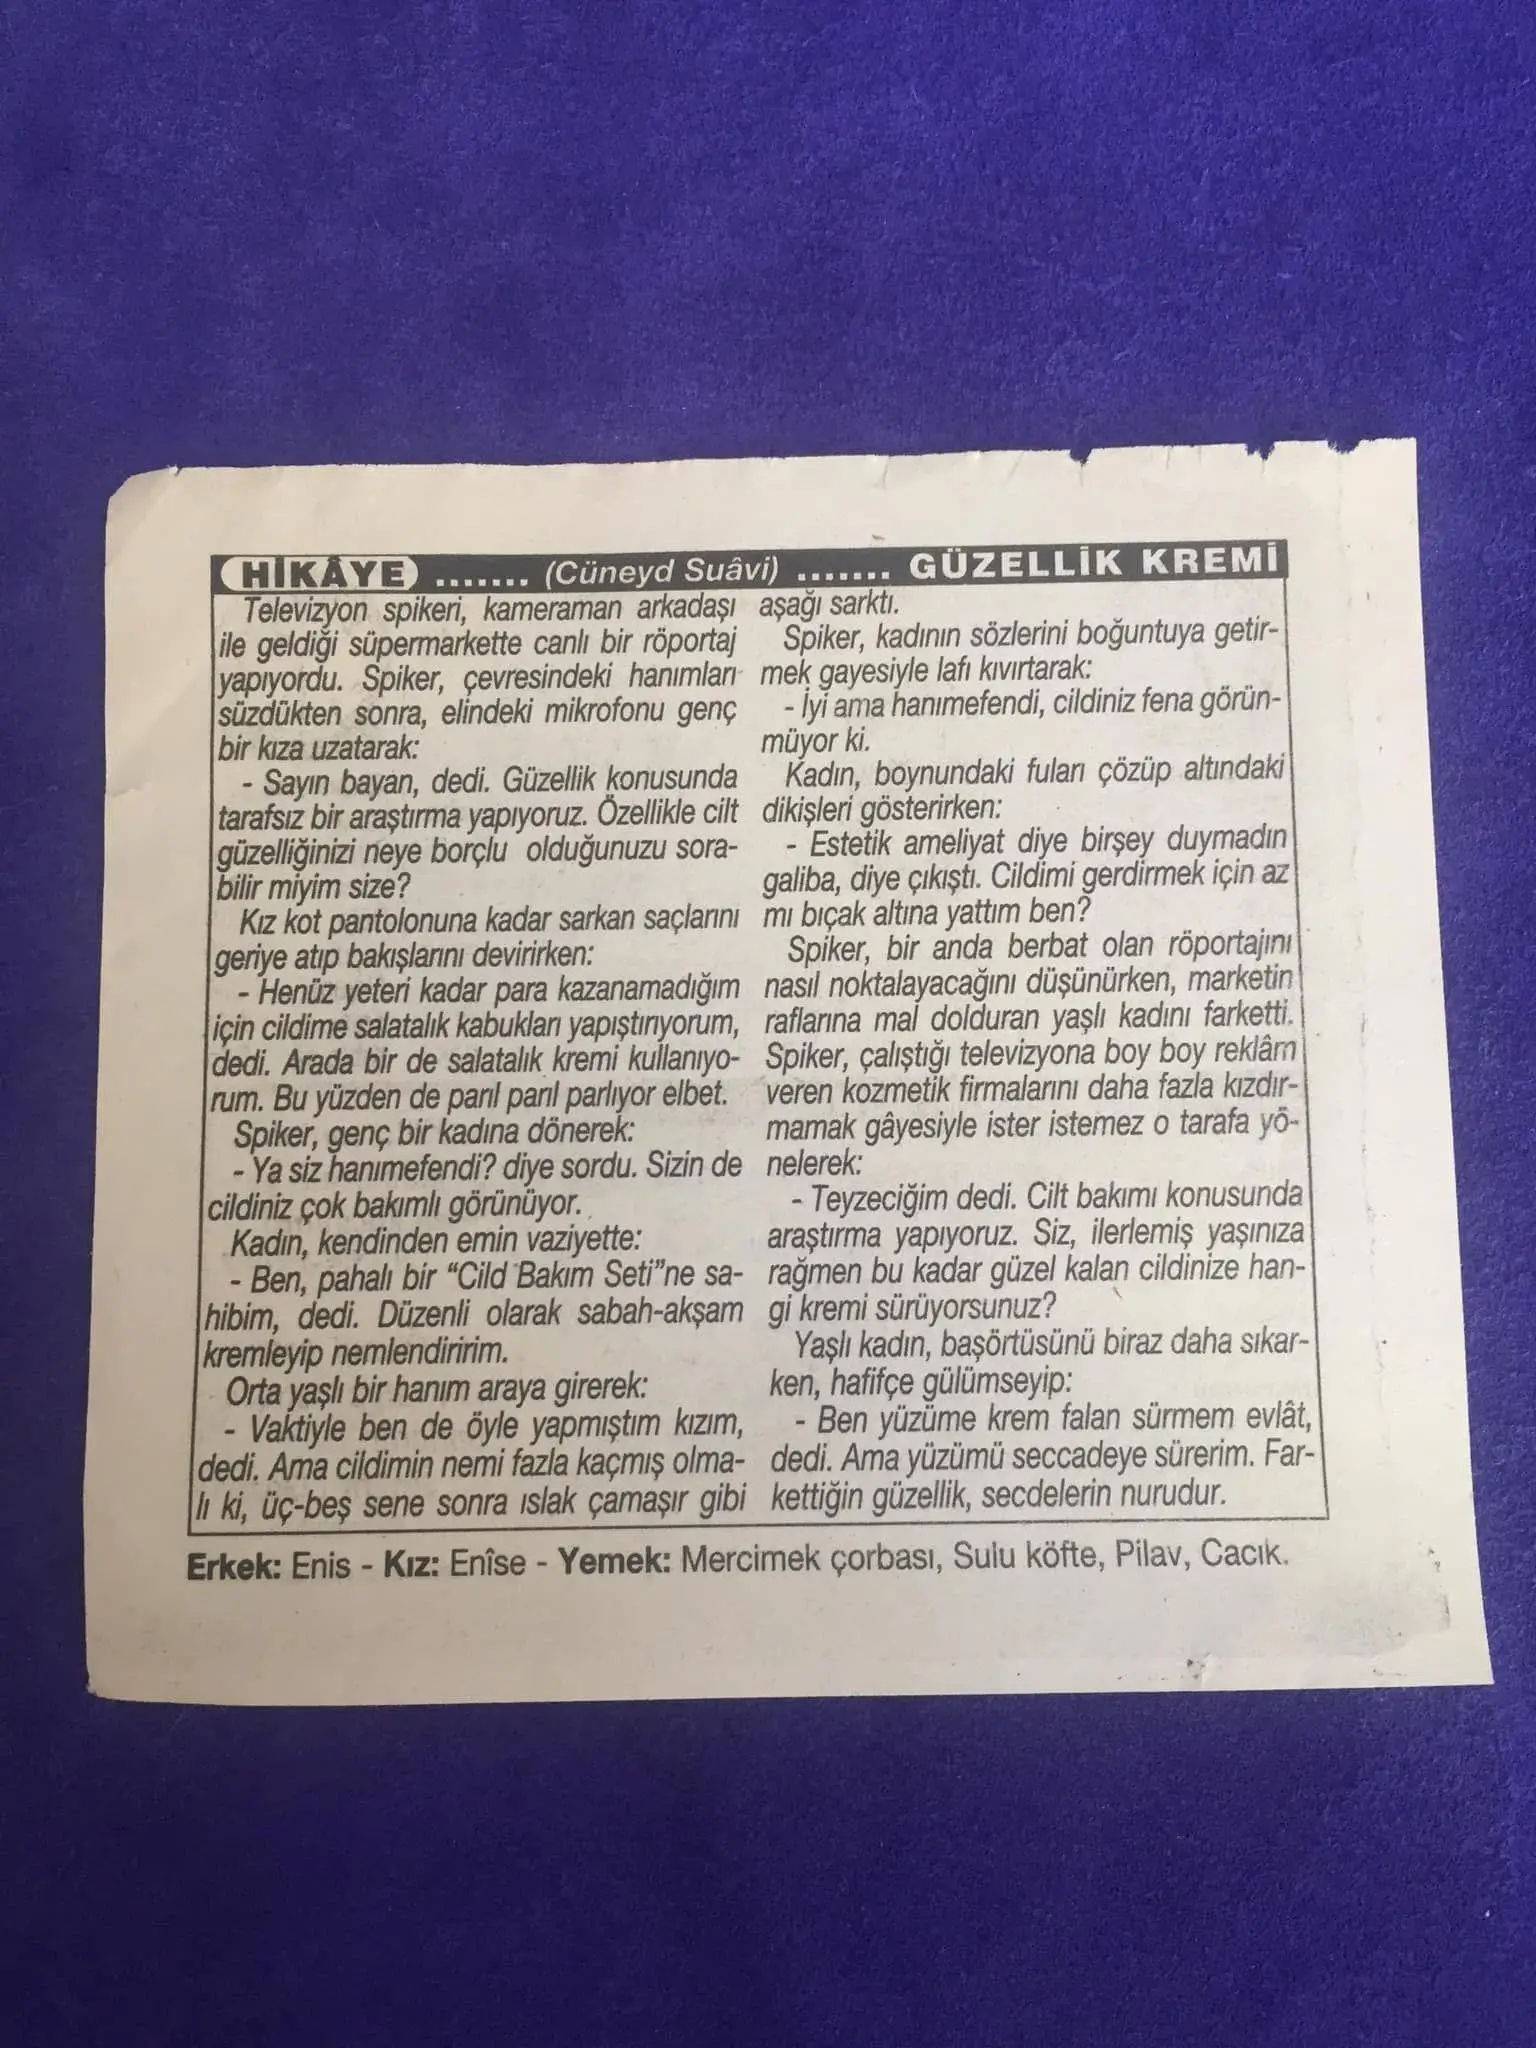 HİKÂYE ....... (Cüneyd Suâvi) ....... GÜZELLİK KREMİ
Televizyon spikeri, kameraman arkadaşı
ile geldiği süpermarkette canlı bir röportaj
yapıyordu. Spiker, çevresindeki hanımları
süzdükten sonra, elindeki mikrofonu genç
bir kıza uzatarak:
- Sayın bayan, dedi. Güzellik konusunda
tarafsız bir araştırma yapıyoruz. Özellikle cilt
güzelliğinizi neye borçlu olduğunuzu sora-
bilir miyim size?
Kız kot pantolonuna kadar sarkan saçlarını
geriye atıp bakışlarını devirirken:
- Henüz yeteri kadar para kazanamadığım
için cildime salatalık kabukları yapıştırıyorum,
dedi. Arada bir de salatalık kremi kullanıyo-
rum. Bu yüzden de parıl parıl parlıyor elbet.
Spiker, genç bir kadına dönerek:
- Ya siz hanımefendi? diye sordu. Sizin de
cildiniz çok bakımlı görünüyor.
Kadın, kendinden emin vaziyette:
- Ben, pahalı bir “Cild Bakım Seti”ne sa-
hibim, dedi. Düzenli olarak sabah-akşam
kremleyip nemlendiririm.
Orta yaşlı bir hanım araya girerek:
- Vaktiyle ben de öyle yapmıştım kızım,
dedi. Ama cildimin nemi fazla kaçmış olma-
lı ki, üç-beş sene sonra ıslak çamaşır gibi
aşağı sarktı.
Spiker, kadının sözlerini boğuntuya getir-
mek gayesiyle lafı kıvırtarak:
- İyi ama hanımefendi, cildiniz fena görün-
müyor ki.
Kadın, boynundaki fuları çözüp altındaki
dikişleri gösterirken:
- Estetik ameliyat diye birşey duymadın
galiba, diye çıkıştı. Cildimi gerdirmek için az
mı bıçak altına yattım ben?
Spiker, bir anda berbat olan röportajını
nasıl noktalayacağını düşünürken, marketin
raflarına mal dolduran yaşlı kadını farketti.
Spiker, çalıştığı televizyona boy boy reklâm
veren kozmetik firmalarını daha fazla kızdır-
mamak gâyesiyle ister istemez o tarafa yö-
nelerek:
- Teyzeciğim dedi. Cilt bakımı konusunda
araştırma yapıyoruz. Siz, ilerlemiş yaşınıza
rağmen bu kadar güzel kalan cildinize han-
gi kremi sürüyorsunuz?
Yaşlı kadın, başörtüsünü biraz daha sıkar-
ken, hafifçe gülümseyip:
- Ben yüzüme krem falan sürmem evlât,
dedi. Ama yüzümü seccadeye sürerim. Far-
kettiğin güzellik, secdelerin nurudur.
Erkek: Enis - Kız: Enîse - Yemek: Mercimek çorbası, Sulu köfte, Pilav, Cacık.